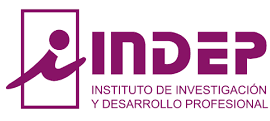 INDEP
INSTITUTO DE INVESTIGACIÓN
Y DESARROLLO PROFESIONAL